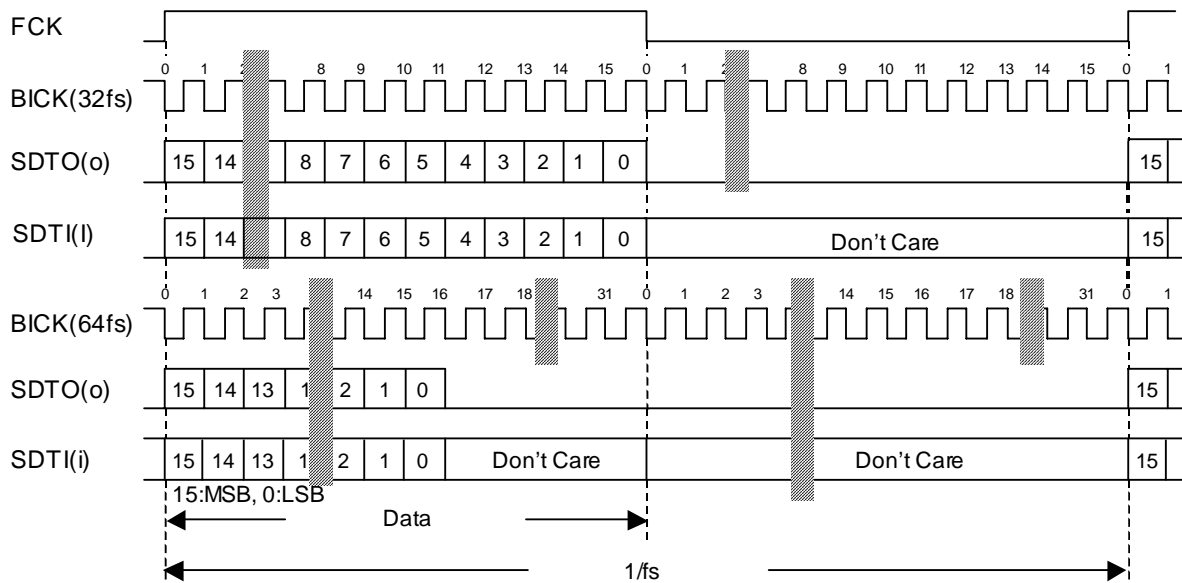 FCK
0 1 8 9 10 11 12 13 14 15 0 1 8 9 10 11 12 13 14 15 0 1
BICK(32fs)
SDTO(o) 15 14 8 7 6 5 4 3 2 1 0 15
SDTI(I) 15 14 8 7 6 5 4 3 2 1 0 Don't Care 15
0 1 2 3 14 15 16 17 18 31 0 1 2 3 14 15 16 17 18 31 0 1
BICK(64fs)
SDTO(o) 15 14 13 2 1 0 15
SDTI(i) 15 14 13 2 1 0 Don't Care Don't Care 15
15:MSB, 0:LSB
Data
1/fs